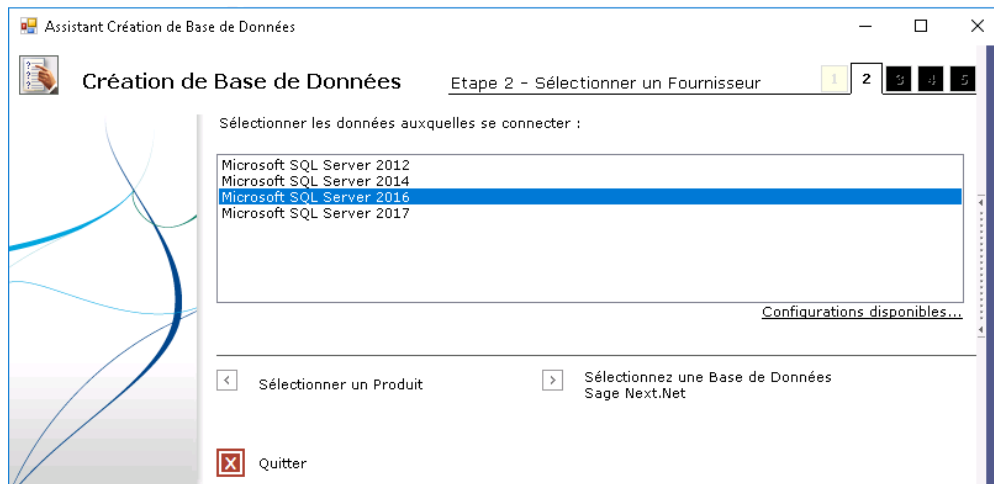 Assistant Création de Base de Données
Création de Base de Données
Etape 2 - Sélectionner un Fournisseur
1 2 3 4 5
Sélectionner les données auxquelles se connecter :
Microsoft SQL Server 2012
Microsoft SQL Server 2014
Microsoft SQL Server 2016
Microsoft SQL Server 2017
Configurations disponibles...
Sélectionner un Produit
Sélectionnez une Base de Données
Sage Next.Net
Quitter